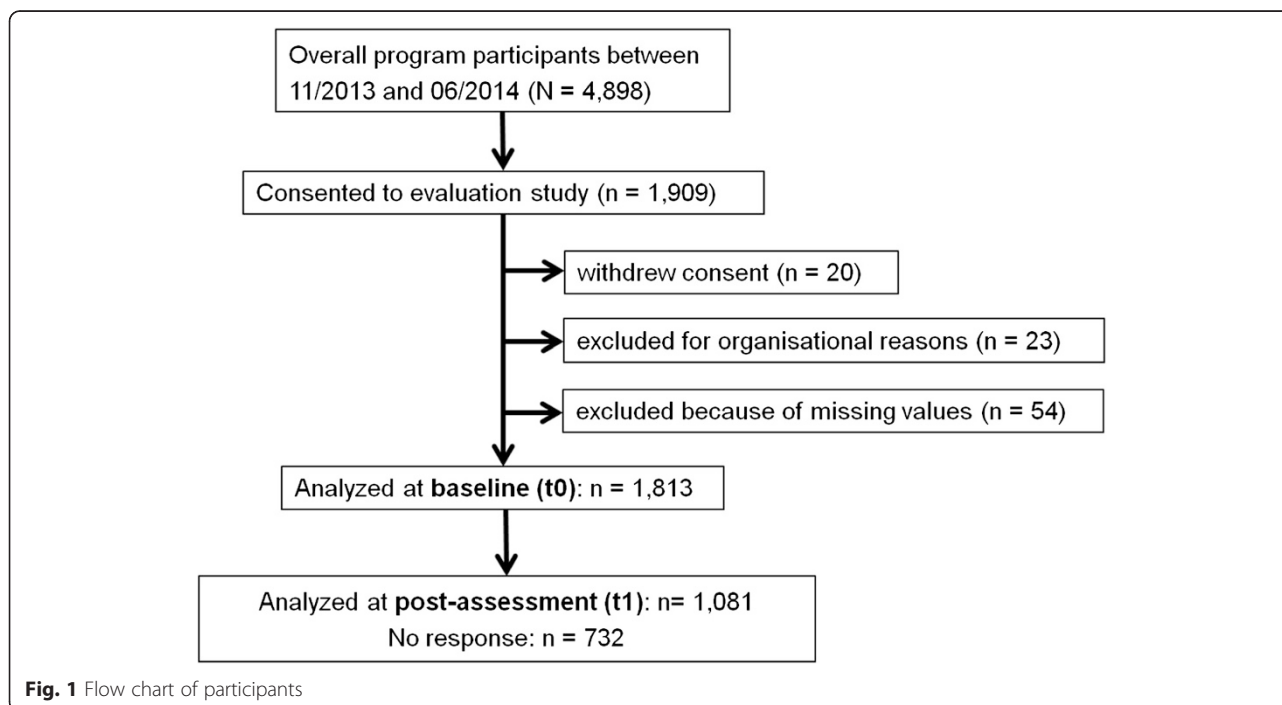 Overall program participants between
11/2013 and 06/2014 (N = 4,898)
Consented to evaluation study (n = 1,909)
withdrew consent (n = 20)
excluded for organisational reasons (n = 23)
excluded because of missing values (n = 54)
Analyzed at baseline (t0): n = 1,813
Analyzed at post-assessment (t1): n= 1,081
No response: n = 732
Fig. 1 Flow chart of participants